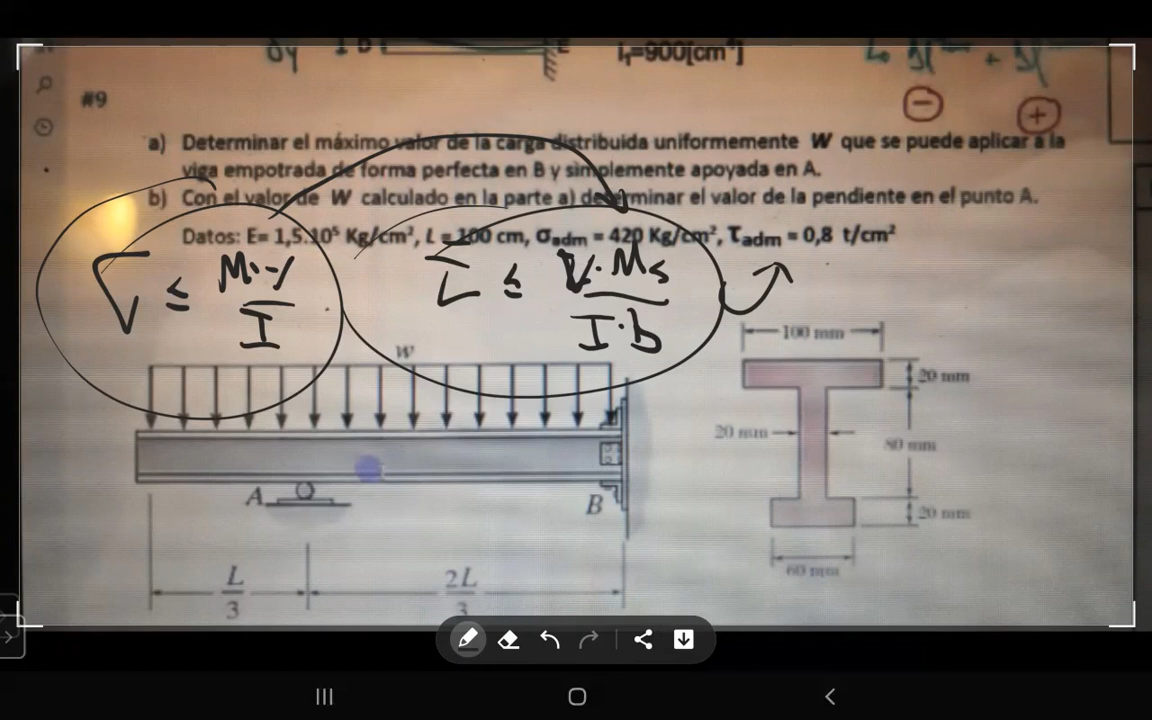 I₁=900[cm⁴]
#9
a) Determinar el máximo valor de la carga distribuida uniformemente W que se puede aplicar a la
viga empotrada de forma perfecta en B y simplemente apoyada en A.
b) Con el valor de W calculado en la parte a) determinar el valor de la pendiente en el punto A.
Datos: E= 1,5.10⁵ Kg/cm², L = 100 cm, σadm = 420 Kg/cm², τadm = 0,8 t/cm²
σ ≤ M·y / I
τ ≤ V·Ms / I·b
W
100 mm
20 mm
20 mm
80 mm
A
B
20 mm
60 mm
L/3
2L/3